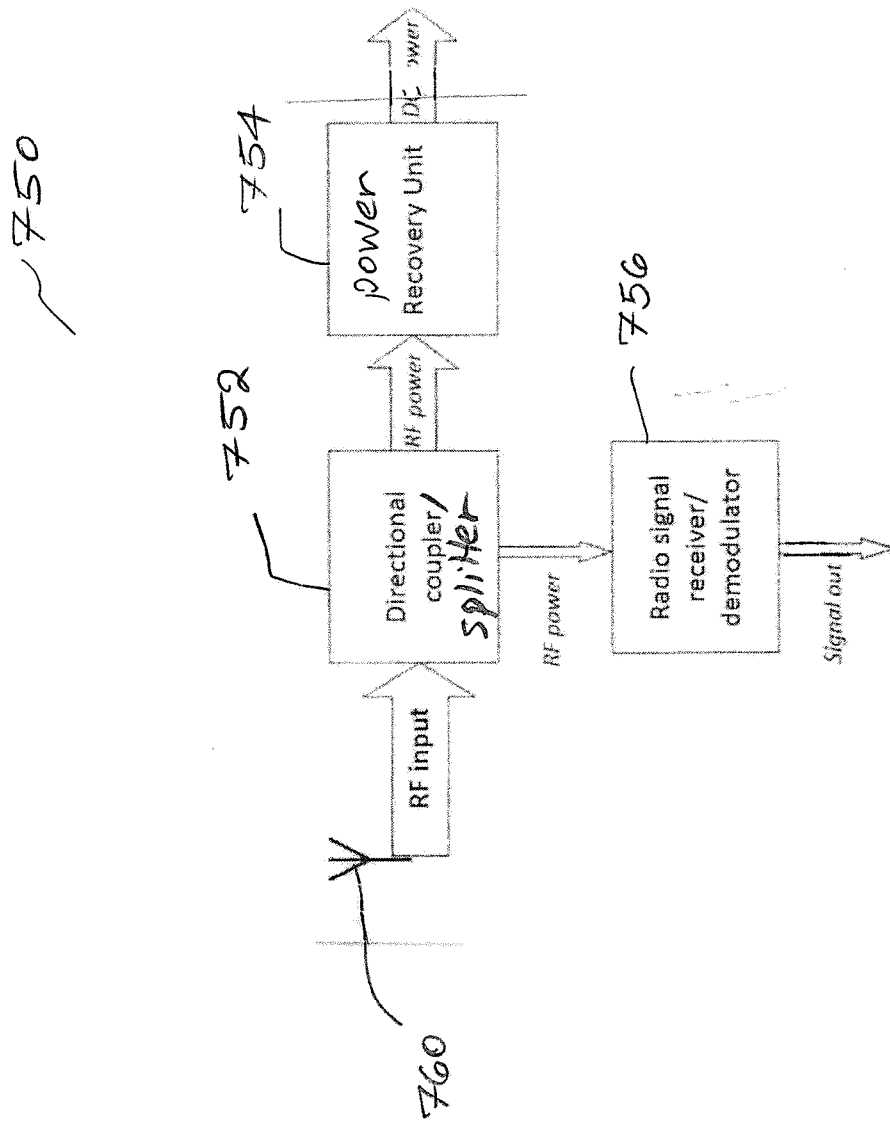 750
754
power
Recovery Unit
DC
752
RF power
Directional
coupler/
splitter
RF input
760
RF power
756
Radio signal
receiver/
demodulator
Signal out